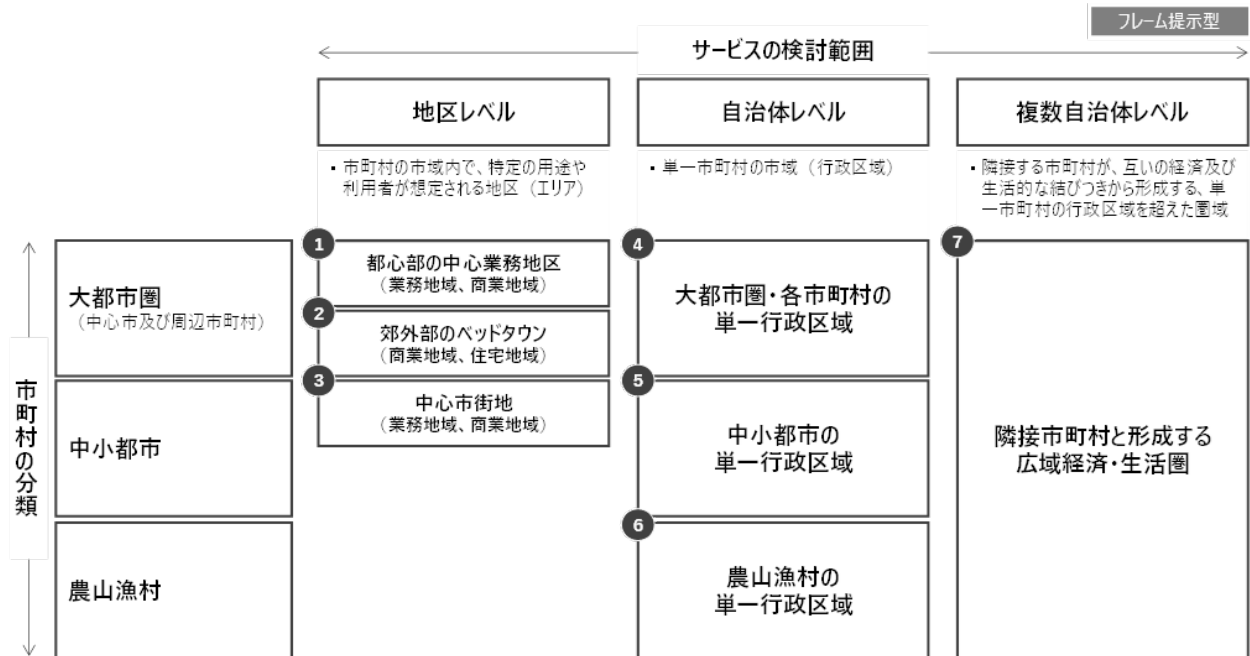 フレーム提示型
サービスの検討範囲
地区レベル
自治体レベル
複数自治体レベル
▪ 市町村の市域内で、特定の用途や
利用者が想定される地区（エリア）
▪ 単一市町村の市域（行政区域）
▪ 隣接する市町村が、互いの経済及び
生活的な結びつきから形成する、単
一市町村の行政区域を超えた圏域
市町村の分類
大都市圏
（中心市及び周辺市町村）
中小都市
農山漁村
1
都心部の中心業務地区
（業務地域、商業地域）
2
郊外部のベッドタウン
（商業地域、住宅地域）
3
中心市街地
（業務地域、商業地域）
4
大都市圏・各市町村の
単一行政区域
5
中小都市の
単一行政区域
6
農山漁村の
単一行政区域
7
隣接市町村と形成する
広域経済・生活圏